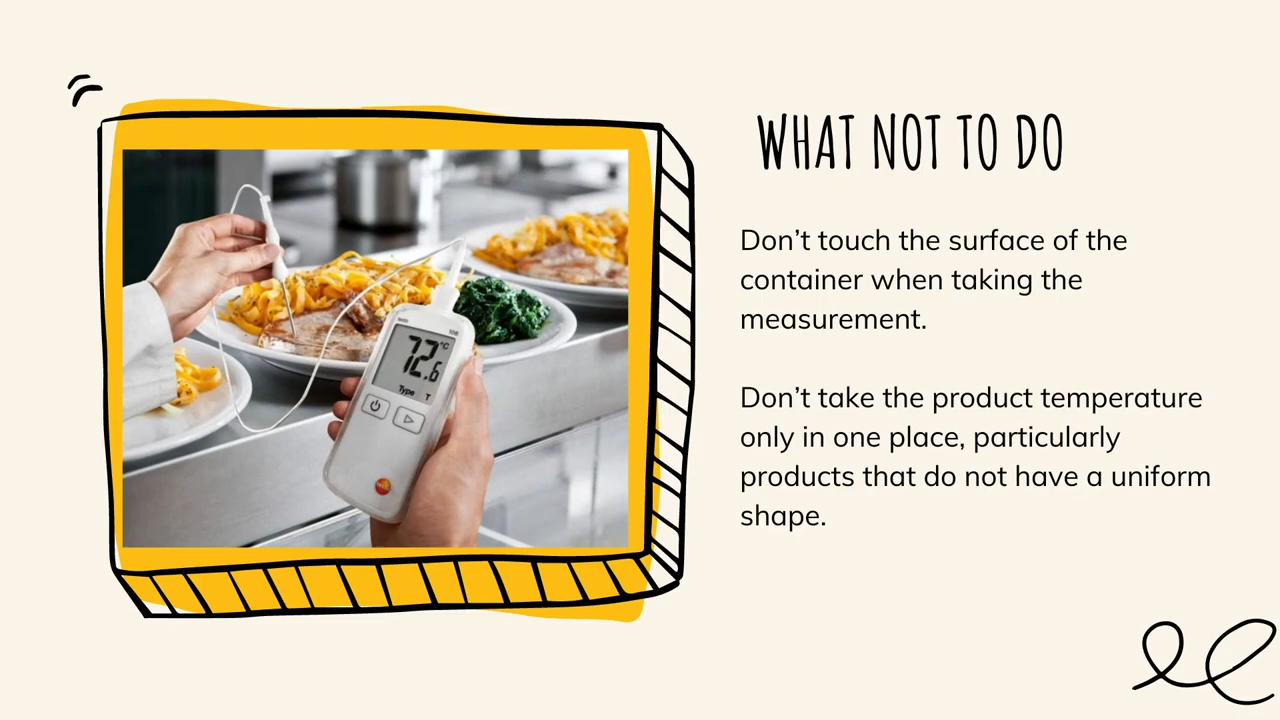 WHAT NOT TO DO
Don’t touch the surface of the
container when taking the
measurement.
Don’t take the product temperature
only in one place, particularly
products that do not have a uniform
shape.
108
72.6 °C
Type T